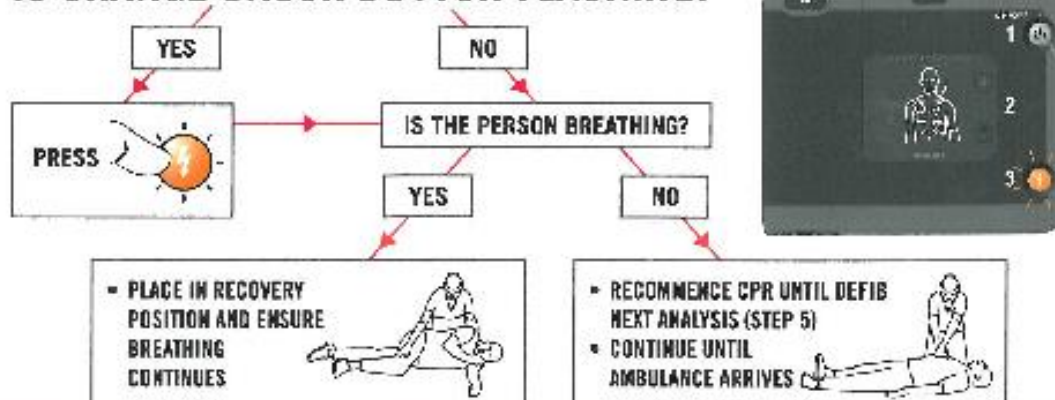 YES
NO
PRESS
IS THE PERSON BREATHING?
YES
NO
1
2
3
• PLACE IN RECOVERY
POSITION AND ENSURE
BREATHING
CONTINUES
• RECOMMENCE CPR UNTIL DEFIB
NEXT ANALYSIS (STEP 5)
• CONTINUE UNTIL
AMBULANCE ARRIVES